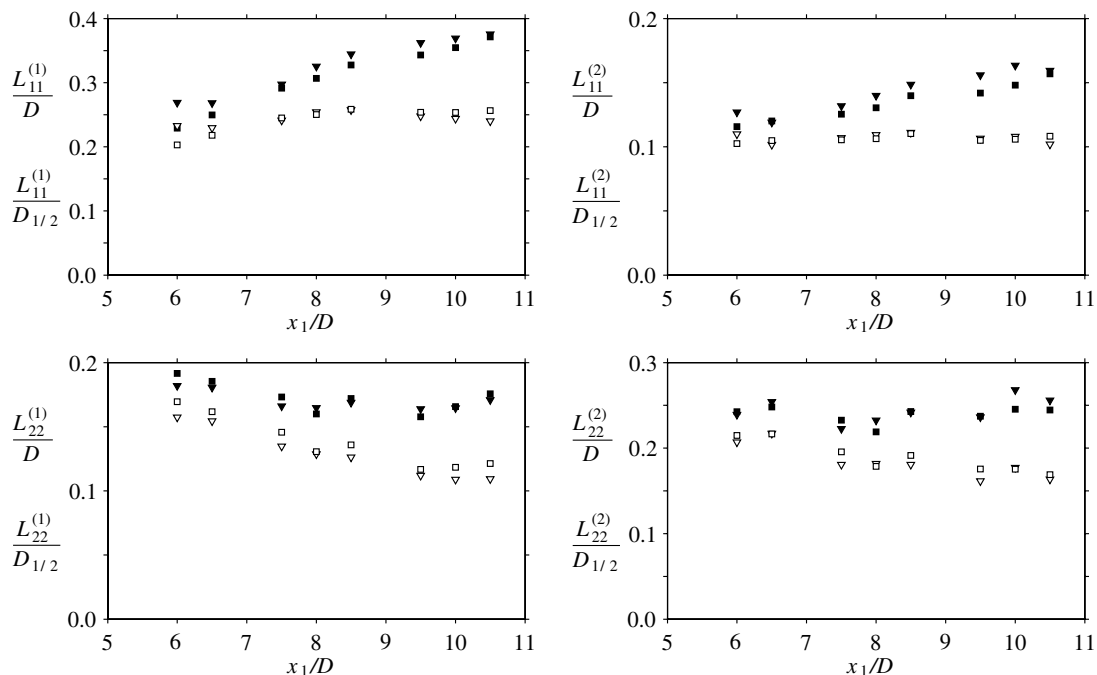 0.4
0.3
0.2
0.1
0.0
L_{11}^{(1)}
D
L_{11}^{(1)}
D_{1/2}
5 6 7 8 9 10 11
x_1/D
0.2
0.1
0.0
L_{11}^{(2)}
D
L_{11}^{(2)}
D_{1/2}
5 6 7 8 9 10 11
x_1/D
0.2
0.1
0.0
L_{22}^{(1)}
D
L_{22}^{(1)}
D_{1/2}
5 6 7 8 9 10 11
x_1/D
0.3
0.2
0.1
0.0
L_{22}^{(2)}
D
L_{22}^{(2)}
D_{1/2}
5 6 7 8 9 10 11
x_1/D